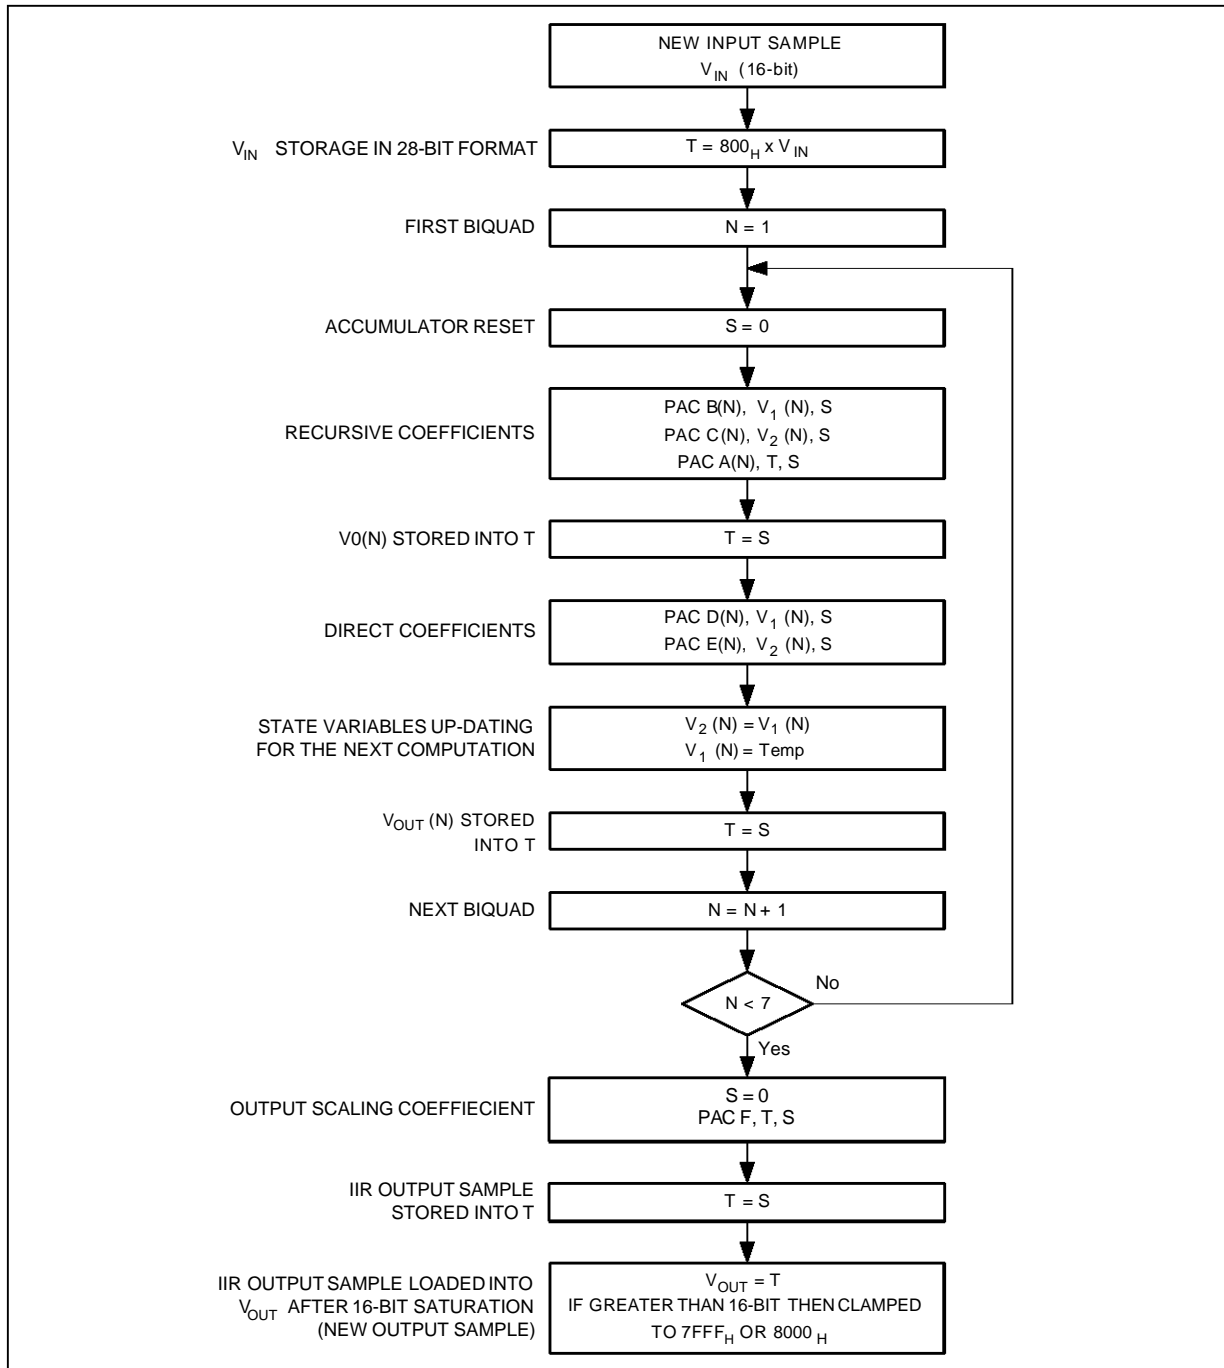 NEW INPUT SAMPLE
V_IN (16-bit)
V_IN STORAGE IN 28-BIT FORMAT
T = 800_H x V_IN
FIRST BIQUAD
N = 1
ACCUMULATOR RESET
S = 0
RECURSIVE COEFFICIENTS
PAC B(N), V_1 (N), S
PAC C(N), V_2 (N), S
PAC A(N), T, S
V0(N) STORED INTO T
T = S
DIRECT COEFFICIENTS
PAC D(N), V_1 (N), S
PAC E(N), V_2 (N), S
STATE VARIABLES UP-DATING
FOR THE NEXT COMPUTATION
V_2 (N) = V_1 (N)
V_1 (N) = Temp
V_OUT (N) STORED
INTO T
T = S
NEXT BIQUAD
N = N + 1
N < 7
No
Yes
OUTPUT SCALING COEFFIECIENT
S = 0
PAC F, T, S
IIR OUTPUT SAMPLE
STORED INTO T
T = S
IIR OUTPUT SAMPLE LOADED INTO
V_OUT AFTER 16-BIT SATURATION
(NEW OUTPUT SAMPLE)
V_OUT = T
IF GREATER THAN 16-BIT THEN CLAMPED
TO 7FFF_H OR 8000_H